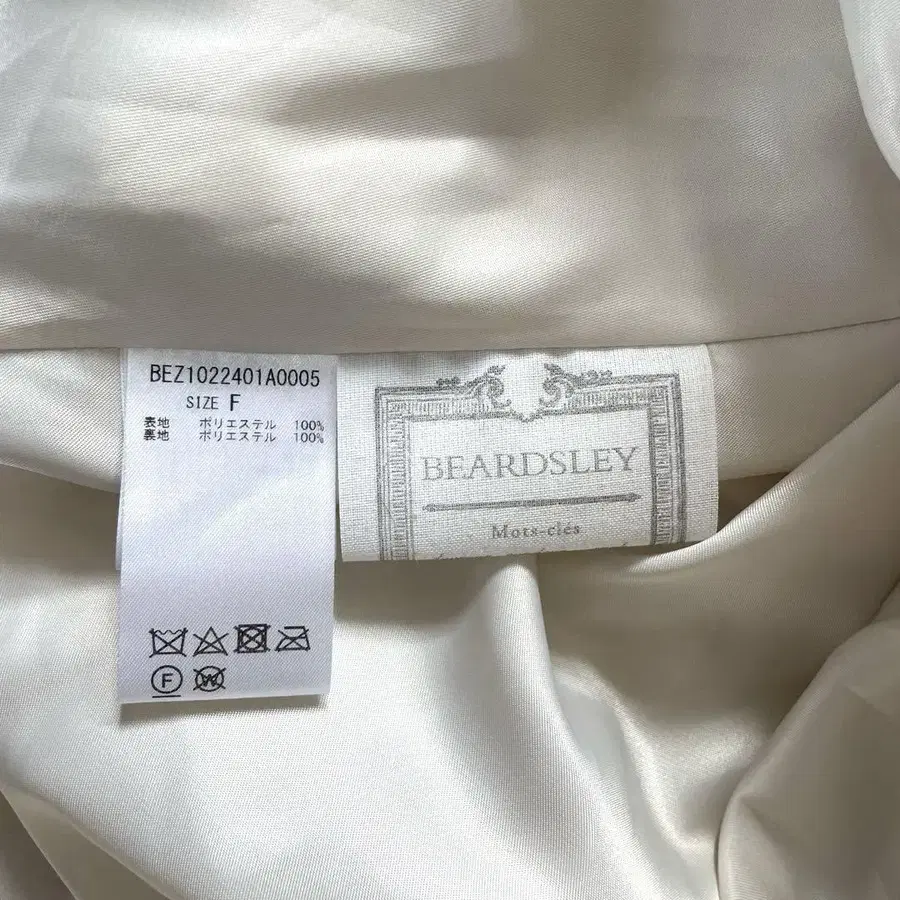 BEZ1022401A0005
SIZE F
表地 ポリエステル 100%
裏地 ポリエステル 100%
F
W
BEARDSLEY
Mots-clés